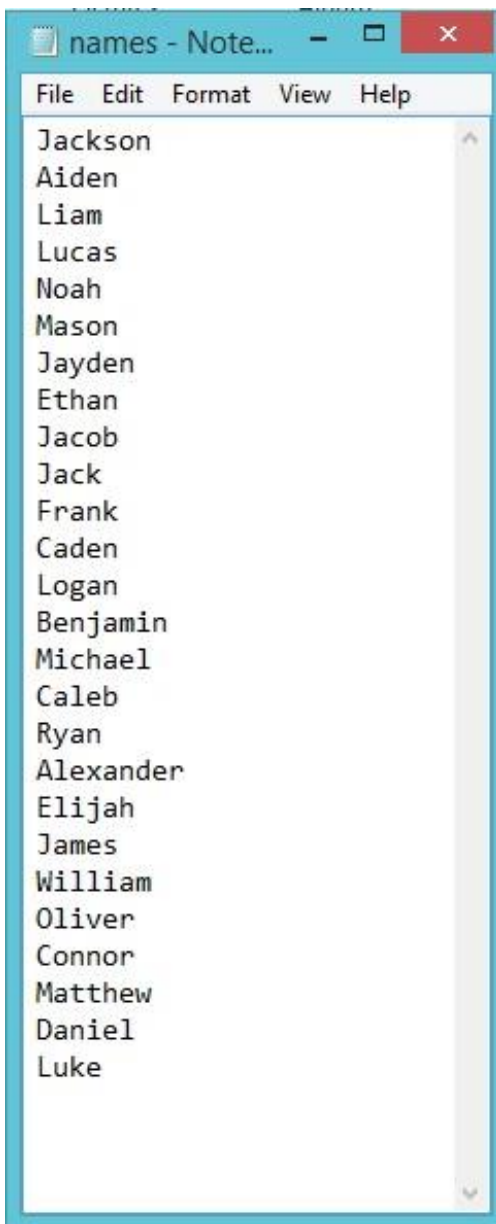 names - Note...
File Edit Format View Help
Jackson
Aiden
Liam
Lucas
Noah
Mason
Jayden
Ethan
Jacob
Jack
Frank
Caden
Logan
Benjamin
Michael
Caleb
Ryan
Alexander
Elijah
James
William
Oliver
Connor
Matthew
Daniel
Luke